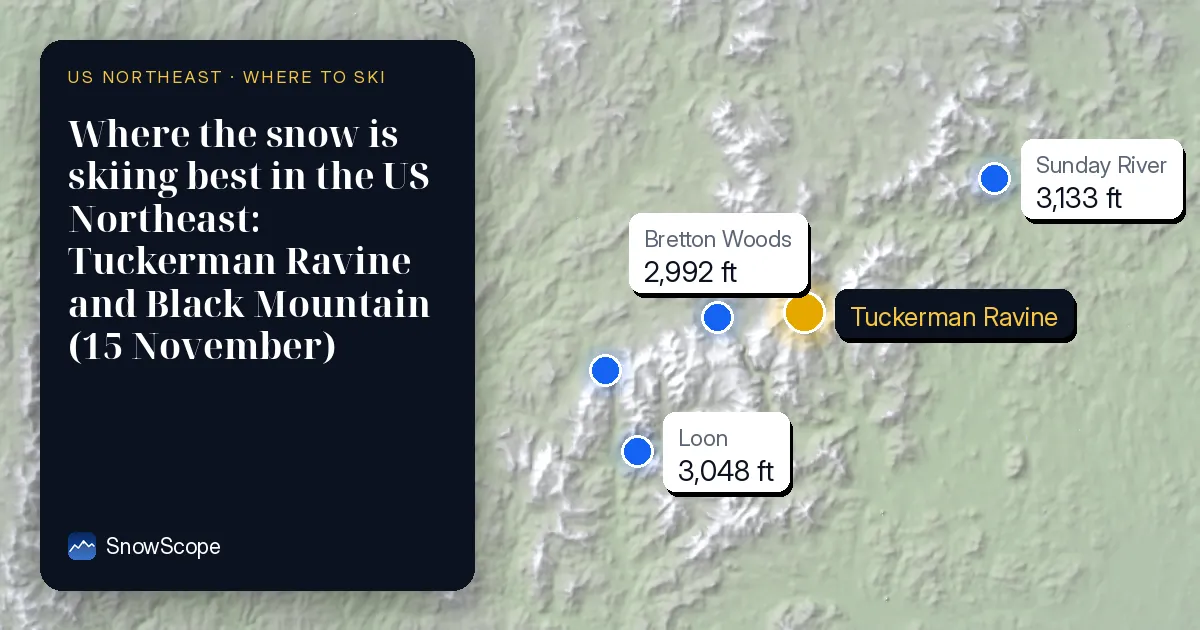 US NORTHEAST · WHERE TO SKI
Where the snow is
skiing best in the US
Northeast:
Tuckerman Ravine
and Black Mountain
(15 November)
SnowScope
Sunday River
3,133 ft
Bretton Woods
2,992 ft
Tuckerman Ravine
Loon
3,048 ft